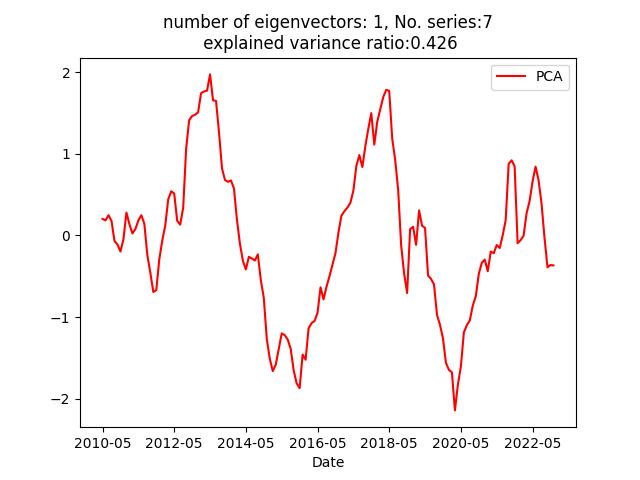 number of eigenvectors: 1, No. series:7
explained variance ratio:0.426
PCA
2
1
0
−1
−2
2010-05 2012-05 2014-05 2016-05 2018-05 2020-05 2022-05
Date